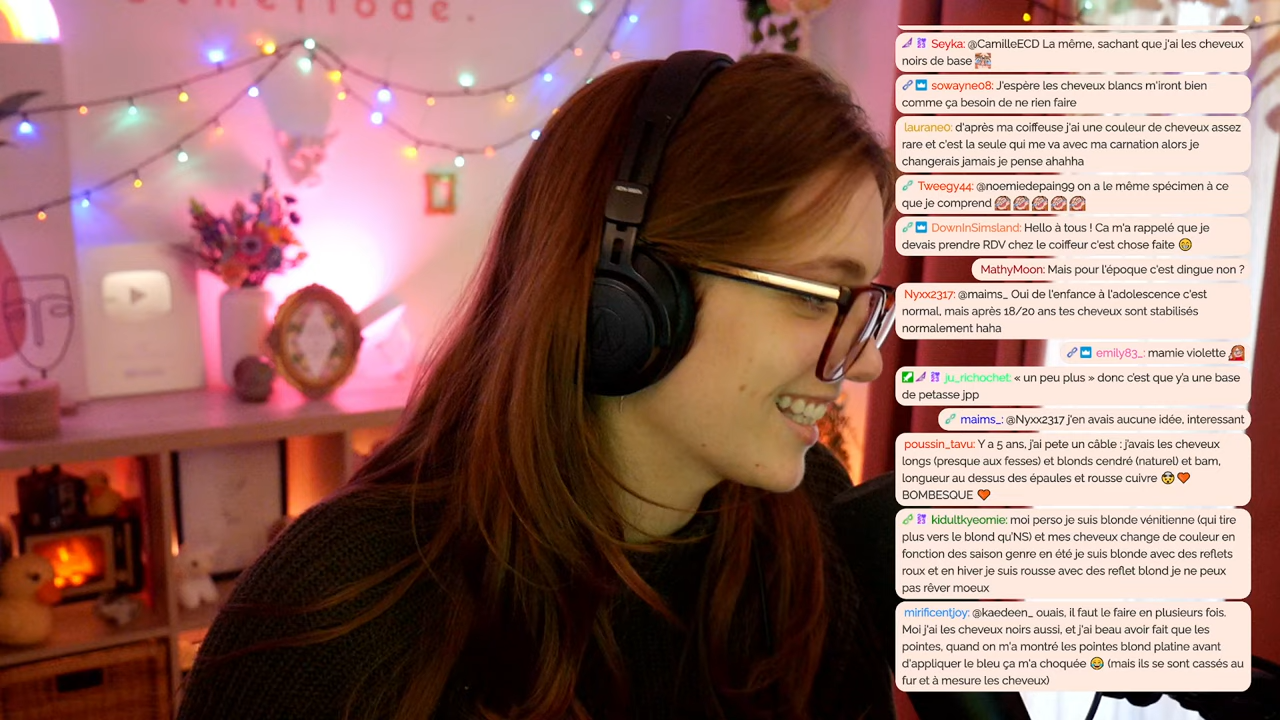 Seyka: @CamilleECD La même, sachant que j'ai les cheveux
noirs de base
sowayne08: J'espère les cheveux blancs m'iront bien
comme ça besoin de ne rien faire
laurane0: d'après ma coiffeuse j'ai une couleur de cheveux assez
rare et c'est la seule qui me va avec ma carnation alors je
changerais jamais je pense ahahha
Tweegy44: @noemiedepain99 on a le même spécimen à ce
que je comprend
DownInSimsland: Hello à tous ! Ca m'a rappelé que je
devais prendre RDV chez le coiffeur c'est chose faite 😁
MathyMoon: Mais pour l'époque c'est dingue non ?
Nyxx2317: @maims_ Oui de l'enfance à l'adolescence c'est
normal, mais après 18/20 ans tes cheveux sont stabilisés
normalement haha
emily83_: mamie violette
ju_richochet: « un peu plus » donc c'est que y'a une base
de petasse jpp
maims_: @Nyxx2317 j'en avais aucune idée, interessant
poussin_tavu: Y a 5 ans, j'ai pete un câble : j'avais les cheveux
longs (presque aux fesses) et blonds cendré (naturel) et bam,
longueur au dessus des épaules et rousse cuivre 🤯🧡
BOMBESQUE 🧡
kidultkyeomie: moi perso je suis blonde vénitienne (qui tire
plus vers le blond qu'NS) et mes cheveux change de couleur en
fonction des saison genre en été je suis blonde avec des reflets
roux et en hiver je suis rousse avec des reflet blond je ne peux
pas rêver moeux
mirificentjoy: @kaedeen_ ouais, il faut le faire en plusieurs fois.
Moi j'ai les cheveux noirs aussi, et j'ai beau avoir fait que les
pointes, quand on m'a montré les pointes blond platine avant
d'appliquer le bleu ça m'a choquée 😂 (mais ils se sont cassés au
fur et à mesure les cheveux)